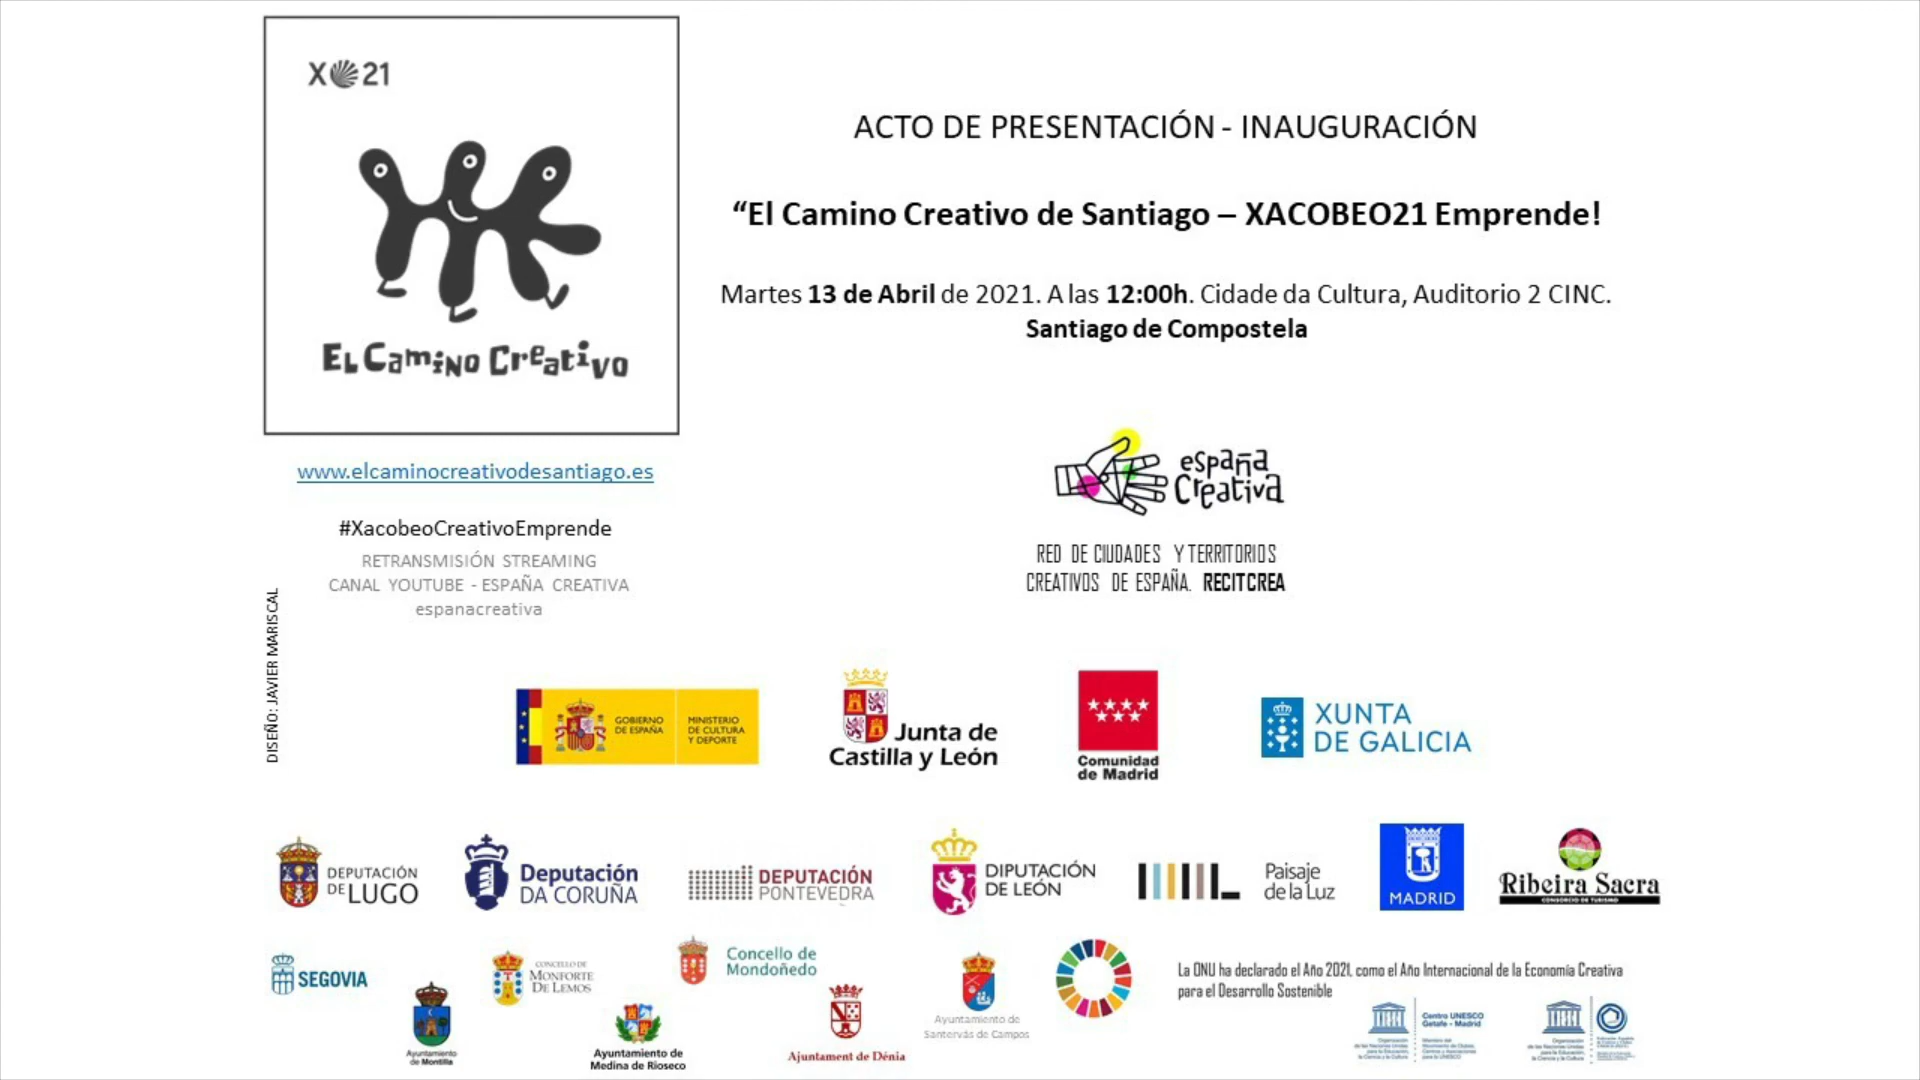 X 21
EL Camino Creativo
ACTO DE PRESENTACIÓN - INAUGURACIÓN
“El Camino Creativo de Santiago – XACOBEO21 Emprende!
Martes 13 de Abril de 2021. A las 12:00h. Cidade da Cultura, Auditorio 2 CINC.
Santiago de Compostela
www.elcaminocreativodesantiago.es
#XacobeoCreativoEmprende
RETRANSMISIÓN STREAMING
CANAL YOUTUBE - ESPAÑA CREATIVA
espanacreativa
DISEÑO: JAVIER MARISCAL
españa
Creativa
RED DE CIUDADES Y TERRITORIOS
CREATIVOS DE ESPAÑA. RECITCREA
GOBIERNO
DE ESPAÑA
MINISTERIO
DE CULTURA
Y DEPORTE
Junta de
Castilla y León
Comunidad
de Madrid
XUNTA
DE GALICIA
DEPUTACIÓN
DE LUGO
Deputación
DA CORUÑA
DEPUTACIÓN
PONTEVEDRA
DIPUTACIÓN
DE LEÓN
Paisaje
de la Luz
MADRID
Ribeira Sacra
CONSORCIO DE TURISMO
SEGOVIA
Ayuntamiento
de Montilla
CONCELLO DE
MONFORTE
DE LEMOS
Ayuntamiento de
Medina de Rioseco
Concello de
Mondoñedo
Ajuntament de Dénia
Ayuntamiento de
Santervás de Campos
La ONU ha declarado el Año 2021, como el Año Internacional de la Economía Creativa
para el Desarrollo Sostenible
Centro UNESCO
Getafe - Madrid